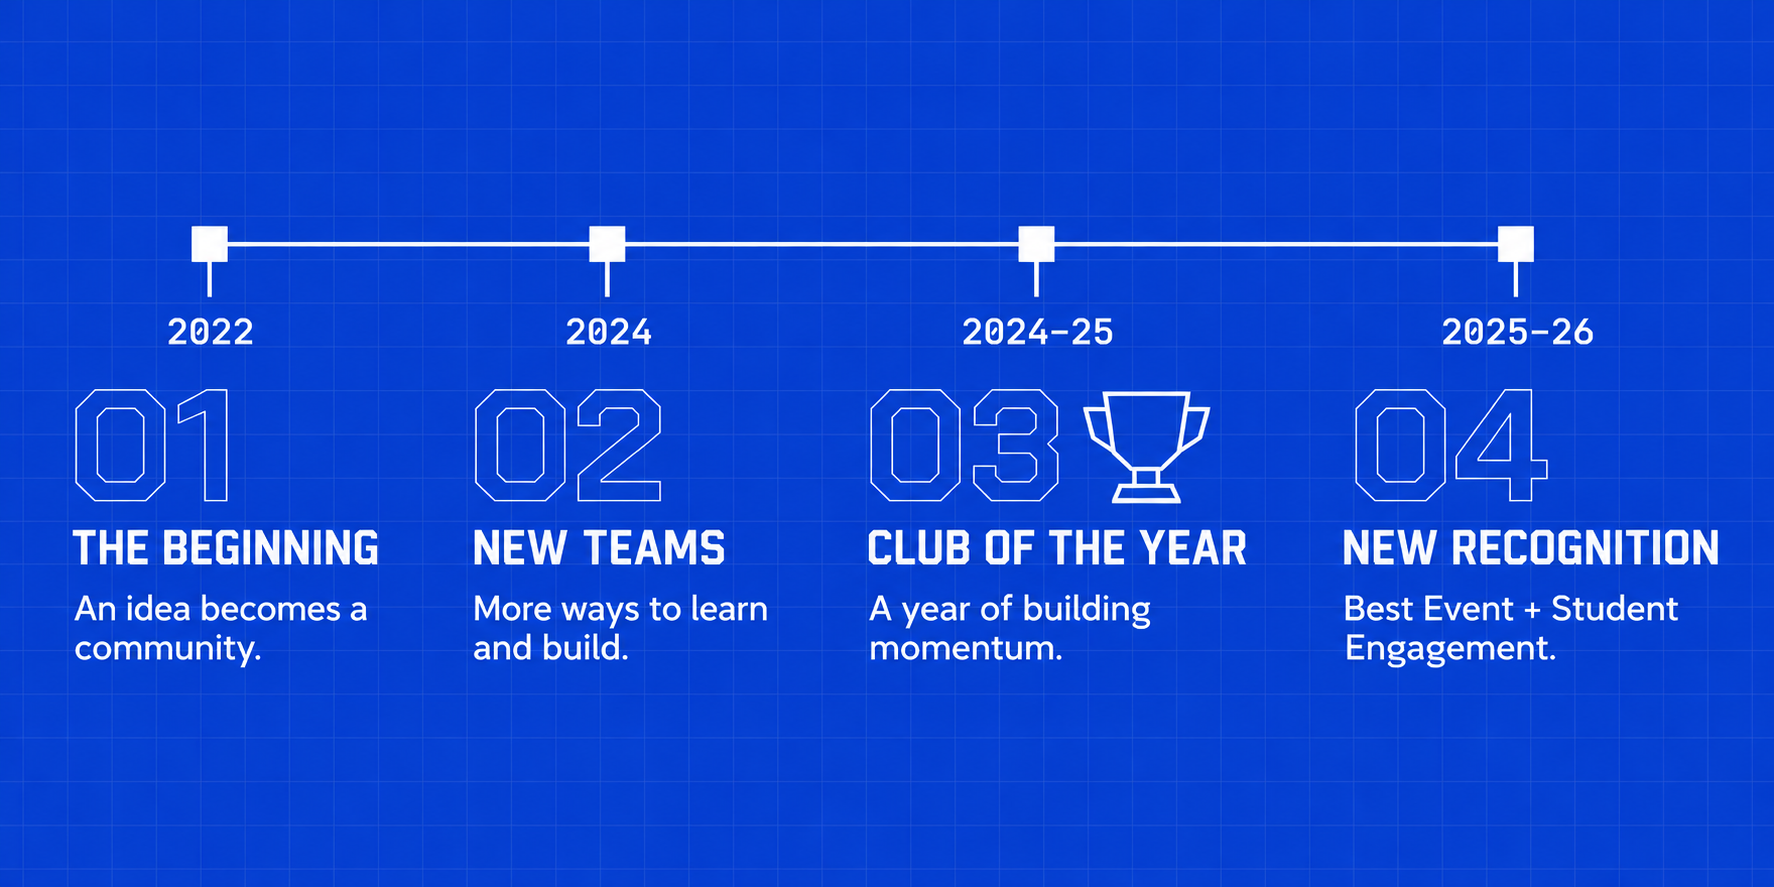 2022
2024
2024-25
2025-26
01
THE BEGINNING
An idea becomes a
community.
02
NEW TEAMS
More ways to learn
and build.
03
CLUB OF THE YEAR
A year of building
momentum.
04
NEW RECOGNITION
Best Event + Student
Engagement.